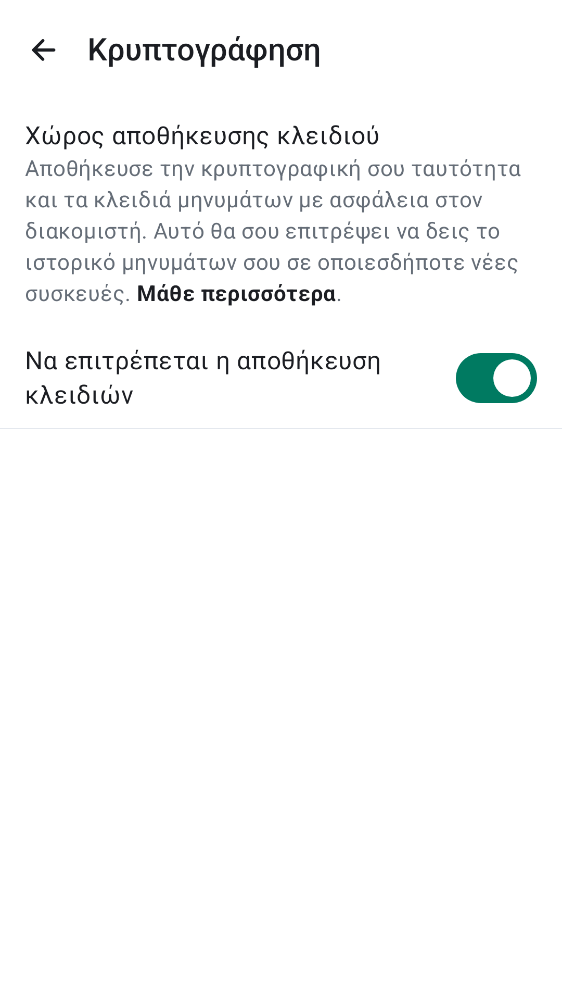 Κρυπτογράφηση
Χώρος αποθήκευσης κλειδιού
Αποθήκευσε την κρυπτογραφική σου ταυτότητα
και τα κλειδιά μηνυμάτων με ασφάλεια στον
διακομιστή. Αυτό θα σου επιτρέψει να δεις το
ιστορικό μηνυμάτων σου σε οποιεσδήποτε νέες
συσκευές. Μάθε περισσότερα.
Να επιτρέπεται η αποθήκευση
κλειδιών